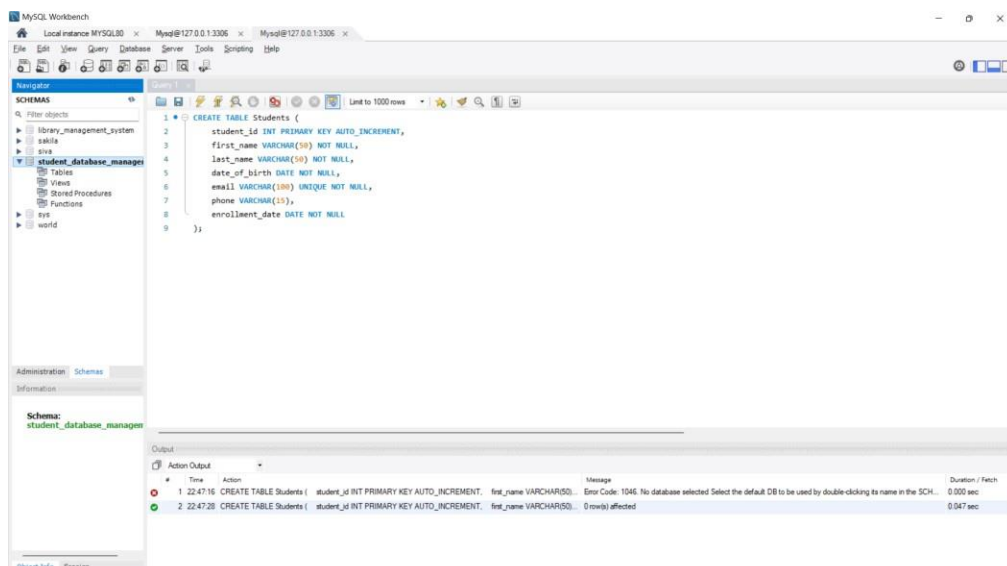 MySQL Workbench
Local instance MYSQL80 × Mysql@127.0.0.1:3306 × Mysql@127.0.0.1:3306 ×
File Edit View Query Database Server Tools Scripting Help
Navigator
Query 1 ×
SCHEMAS
Limit to 1000 rows
Filter objects
library_management_system
sakila
siva
student_database_manage
Tables
Views
Stored Procedures
Functions
sys
world
1 CREATE TABLE Students (
2 student_id INT PRIMARY KEY AUTO_INCREMENT,
3 first_name VARCHAR(50) NOT NULL,
4 last_name VARCHAR(50) NOT NULL,
5 date_of_birth DATE NOT NULL,
6 email VARCHAR(100) UNIQUE NOT NULL,
7 phone VARCHAR(15),
8 enrollment_date DATE NOT NULL
9 );
Administration Schemas
Information
Schema:
student_database_managem
Output
Action Output
# Time Action Message Duration / Fetch
1 22:47:16 CREATE TABLE Students ( student_id INT PRIMARY KEY AUTO_INCREMENT, first_name VARCHAR(50)... Error Code: 1046. No database selected Select the default DB to be used by double-clicking its name in the SCH... 0.000 sec
2 22:47:28 CREATE TABLE Students ( student_id INT PRIMARY KEY AUTO_INCREMENT, first_name VARCHAR(50)... 0 row(s) affected 0.047 sec